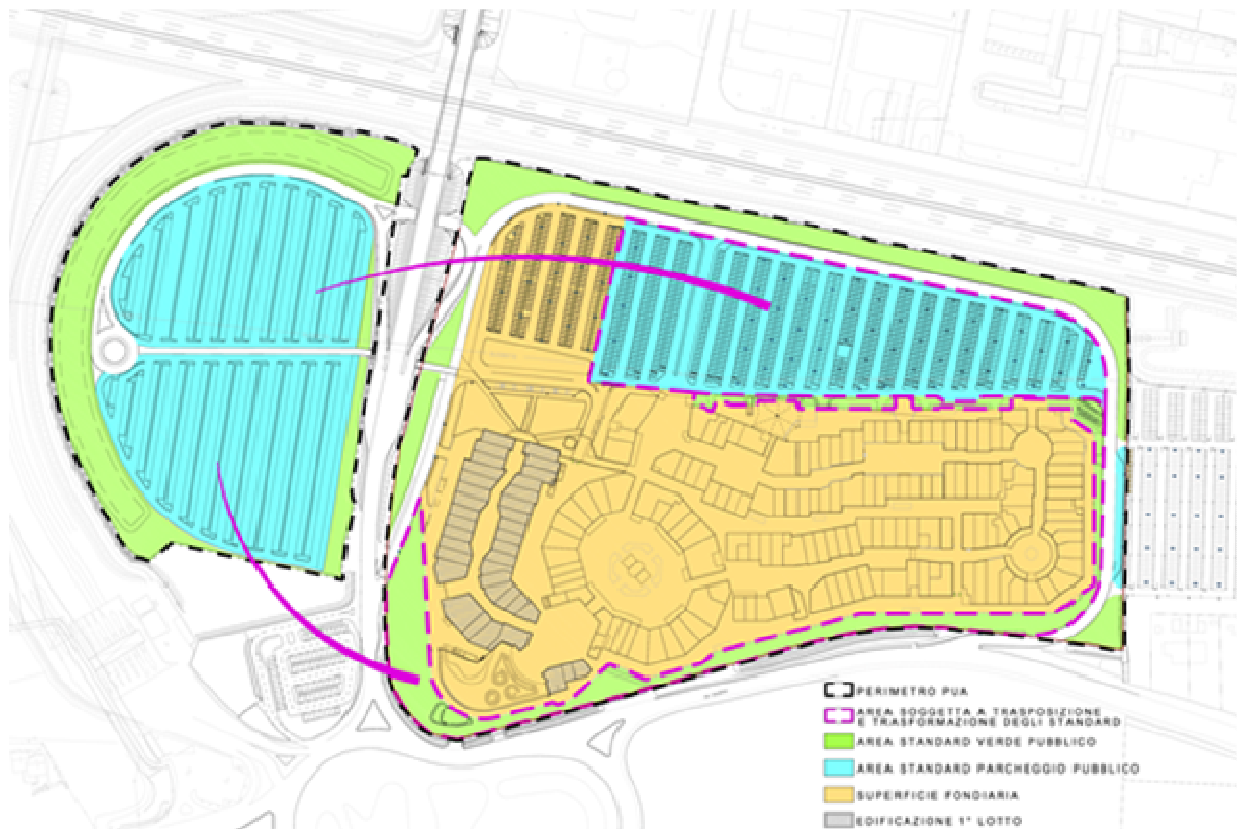 PERIMETRO PUA
AREA SOGGETTA A TRASPOSIZIONE
E TRASFORMAZIONE DEGLI STANDARD
AREA STANDARD VERDE PUBBLICO
AREA STANDARD PARCHEGGIO PUBBLICO
SUPERFICIE FONDIARIA
EDIFICAZIONE 1° LOTTO